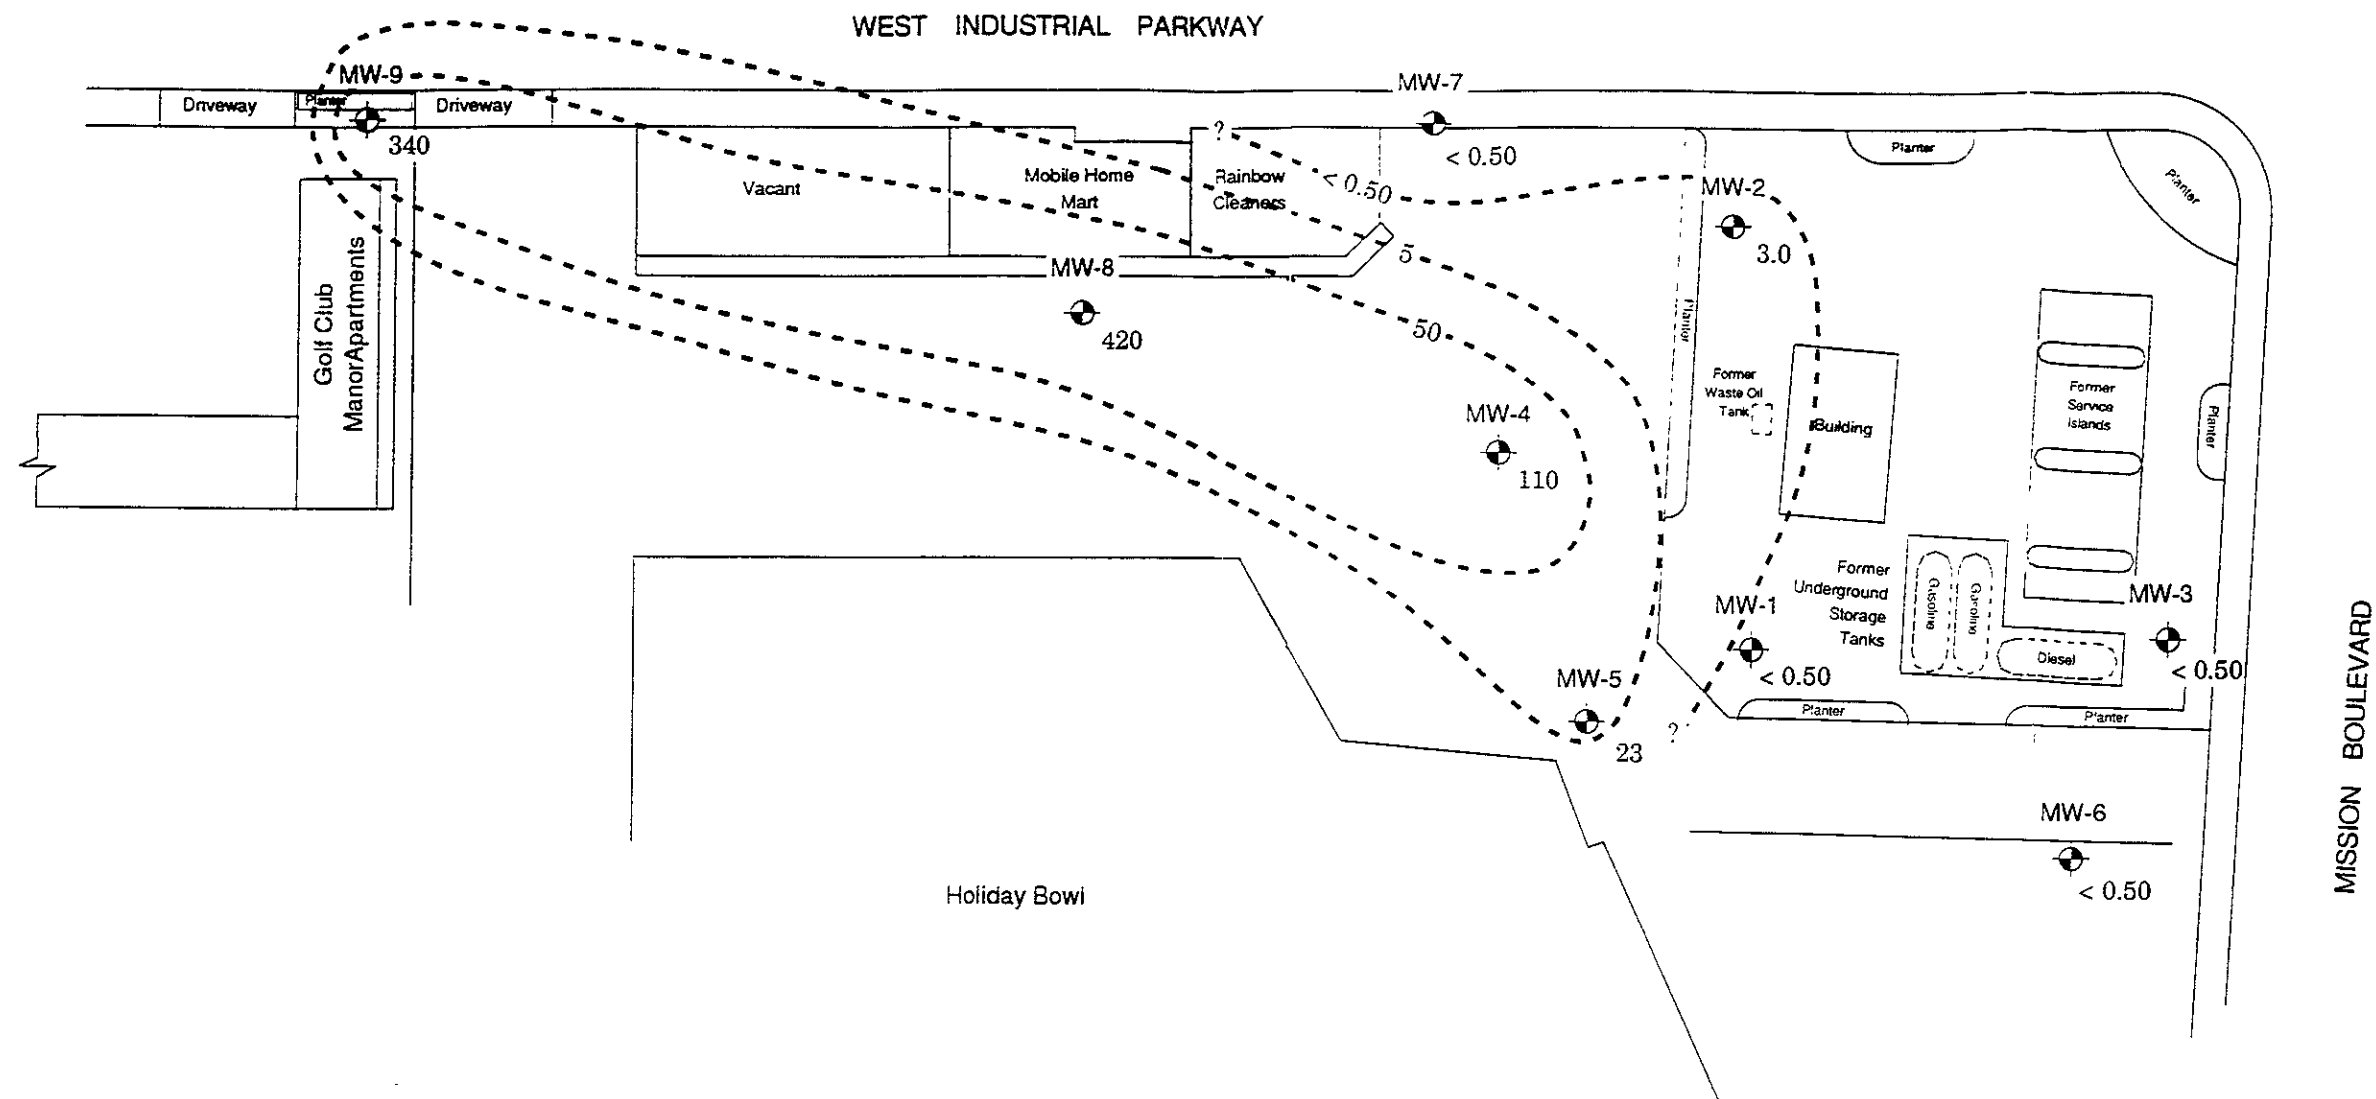 WEST INDUSTRIAL PARKWAY
MW-9
Driveway
Planter
Driveway
340
MW-7
< 0.50
Planter
Planter
Vacant
Mobile Home
Mart
Rainbow
Cleaners
?
< 0.50
MW-2
3.0
5
50
MW-8
420
Golf Club
ManorApartments
Planter
Former
Waste Oil
Tank
Building
Former
Service
Islands
Planter
MW-4
110
Former
Underground
Storage
Tanks
Gasoline
Gasoline
Diesel
MW-3
< 0.50
MW-1
< 0.50
MW-5
23
?
Planter
Planter
MW-6
< 0.50
Holiday Bowl
MISSION BOULEVARD